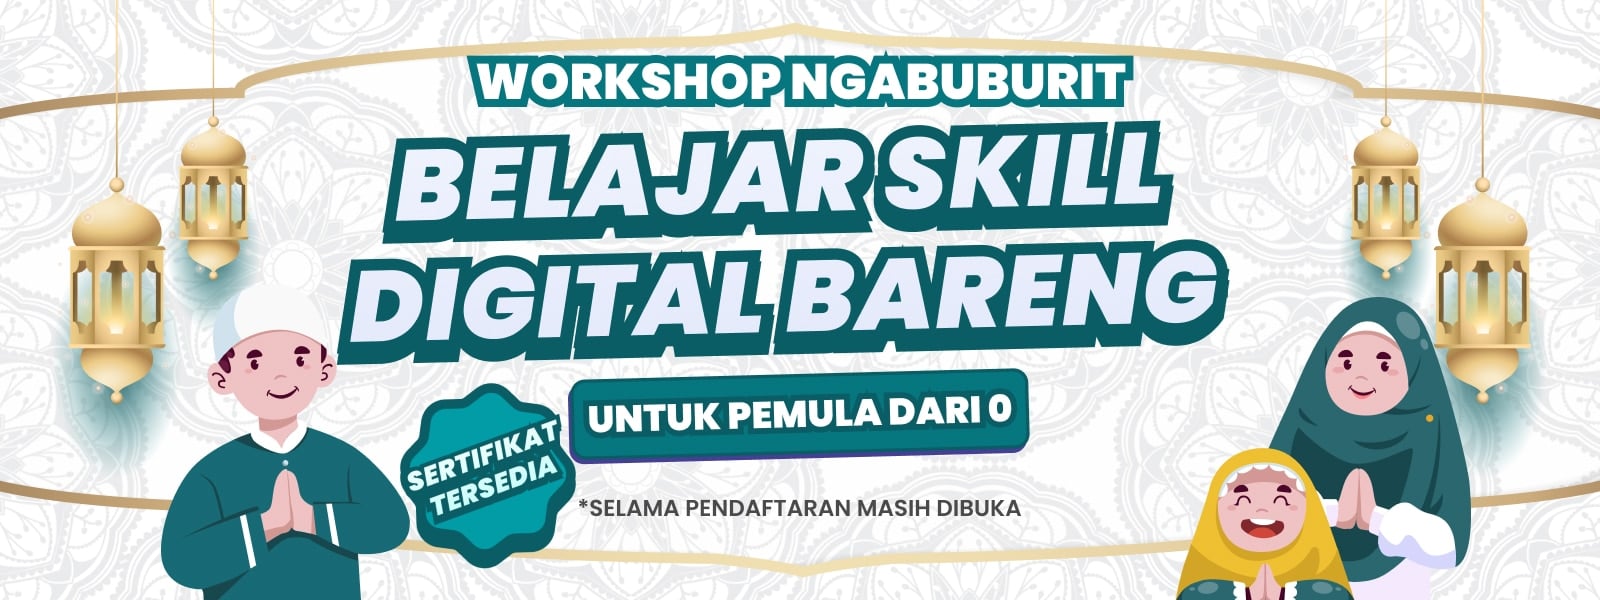 WORKSHOP NGABUBURIT
BELAJAR SKILL
DIGITAL BARENG
UNTUK PEMULA DARI 0
SERTIFIKAT
TERSEDIA
*SELAMA PENDAFTARAN MASIH DIBUKA